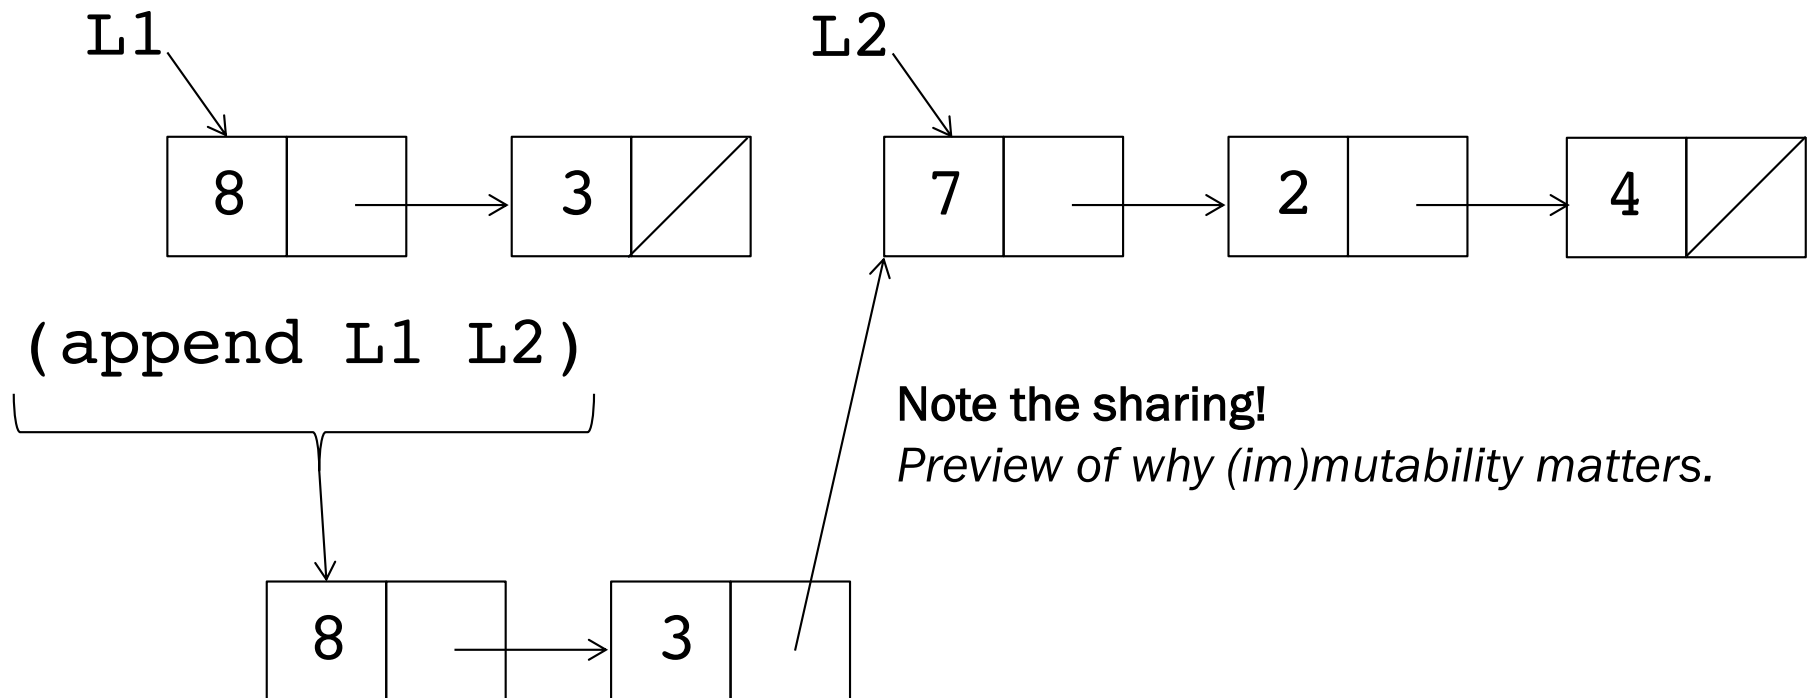 L1
L2
8
3
7
2
4
(append L1 L2)
Note the sharing!
Preview of why (im)mutability matters.
8
3